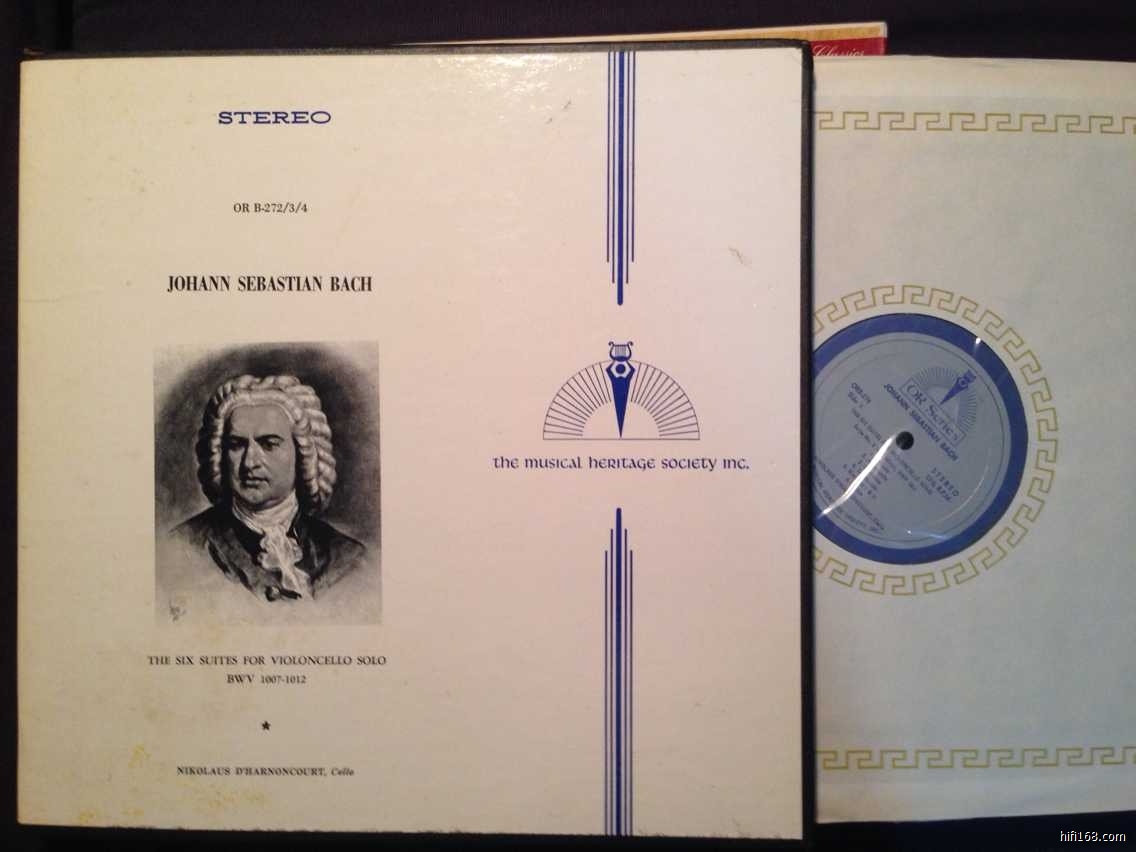 STEREO
OR B-272/3/4
JOHANN SEBASTIAN BACH
the musical heritage society inc.
THE SIX SUITES FOR VIOLONCELLO SOLO
BWV 1007-1012
NIKOLAUS D'HARNONCOURT, Cello
Classics
OR Series
JOHANN SEBASTIAN BACH
STEREO
hifi168.com